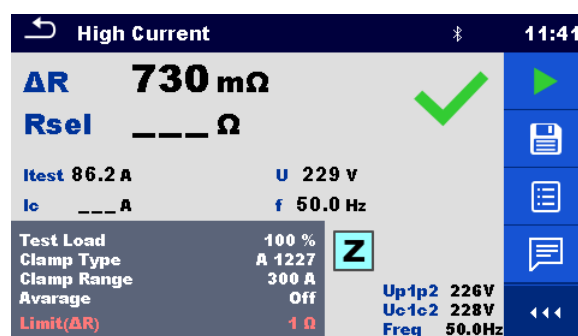 High Current 11:41
ΔR 730 mΩ
Rsel ___ Ω
Itest 86.2 A U 229 V
Ic ___ A f 50.0 Hz
Test Load 100 %
Clamp Type A 1227
Clamp Range 300 A
Avarage Off
Limit(ΔR) 1 Ω
Z
Up1p2 226V
Uc1c2 228V
Freq 50.0Hz